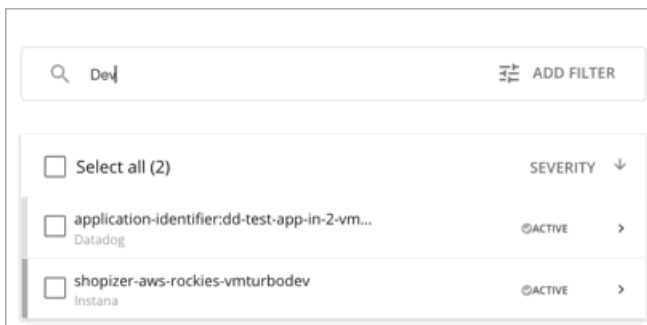 Dev
ADD FILTER
Select all (2)
SEVERITY
application-identifier:dd-test-app-in-2-vm...
Datadog
ACTIVE
shopizer-aws-rockies-vmturbodev
Instana
ACTIVE